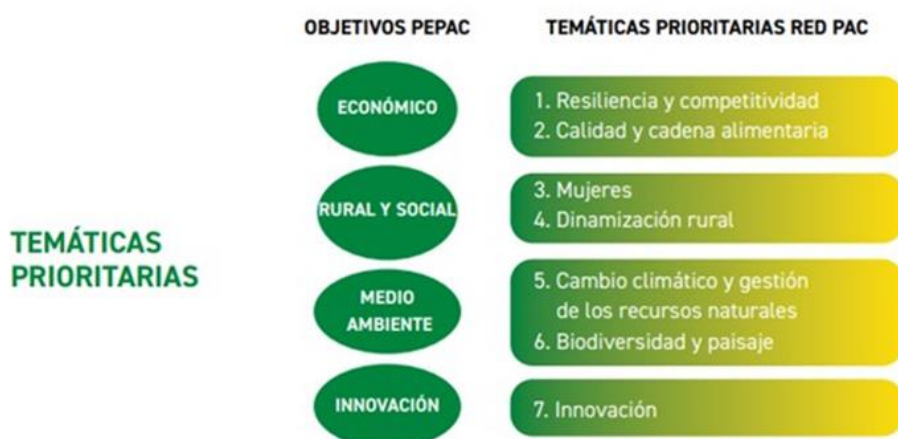 OBJETIVOS PEPAC
TEMÁTICAS PRIORITARIAS RED PAC
TEMÁTICAS
PRIORITARIAS
ECONÓMICO
1. Resiliencia y competitividad
2. Calidad y cadena alimentaria
RURAL Y SOCIAL
3. Mujeres
4. Dinamización rural
MEDIO
AMBIENTE
5. Cambio climático y gestión
de los recursos naturales
6. Biodiversidad y paisaje
INNOVACIÓN
7. Innovación